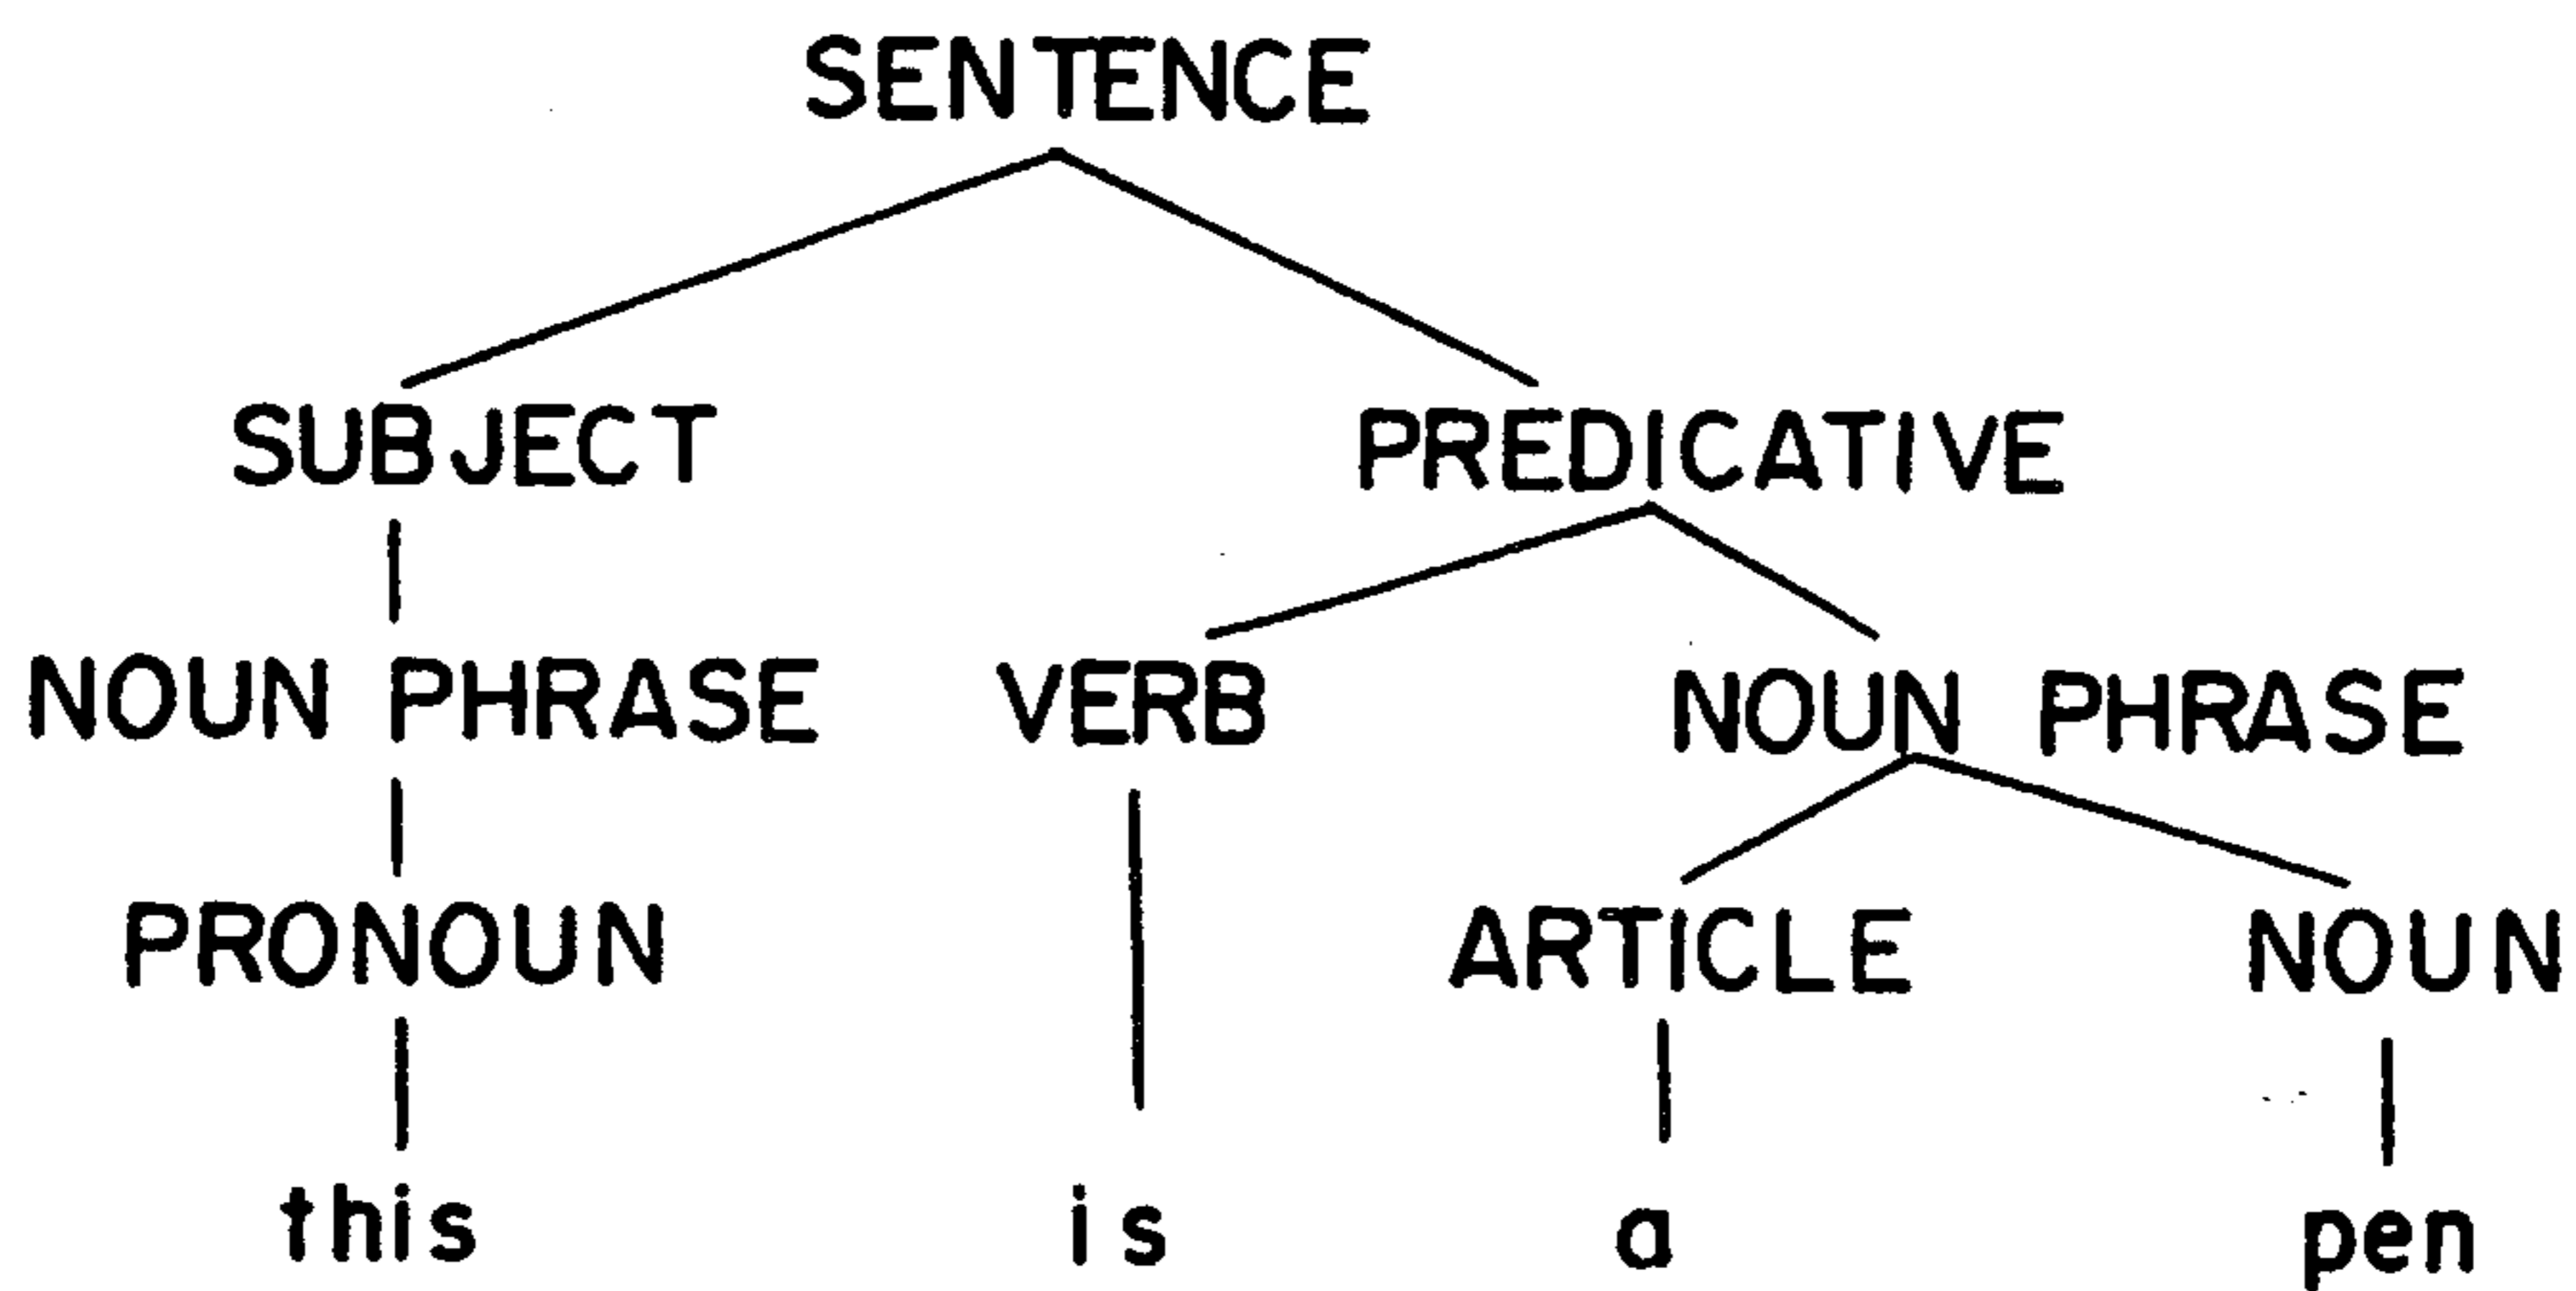 SENTENCE
SUBJECT PREDICATIVE
NOUN PHRASE VERB NOUN PHRASE
PRONOUN ARTICLE NOUN
this is a pen